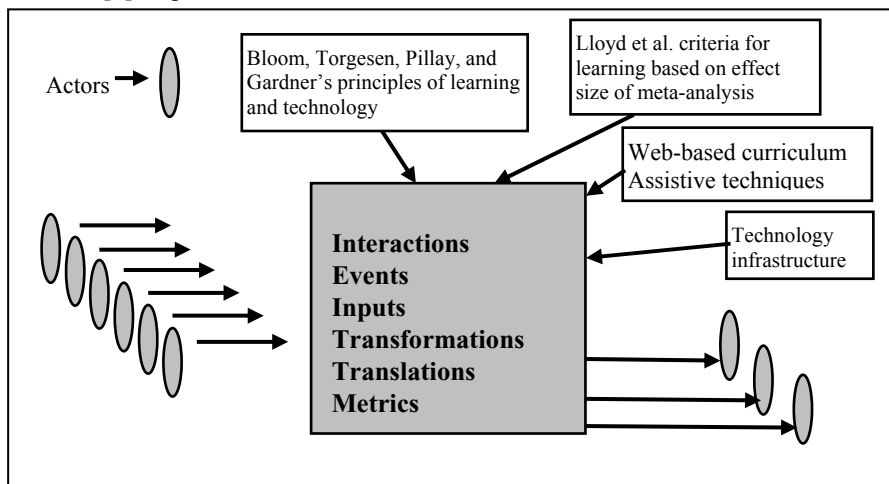 Actors
Bloom, Torgesen, Pillay, and
Gardner's principles of learning
and technology
Lloyd et al. criteria for
learning based on effect
size of meta-analysis
Web-based curriculum
Assistive techniques
Technology
infrastructure
Interactions
Events
Inputs
Transformations
Translations
Metrics